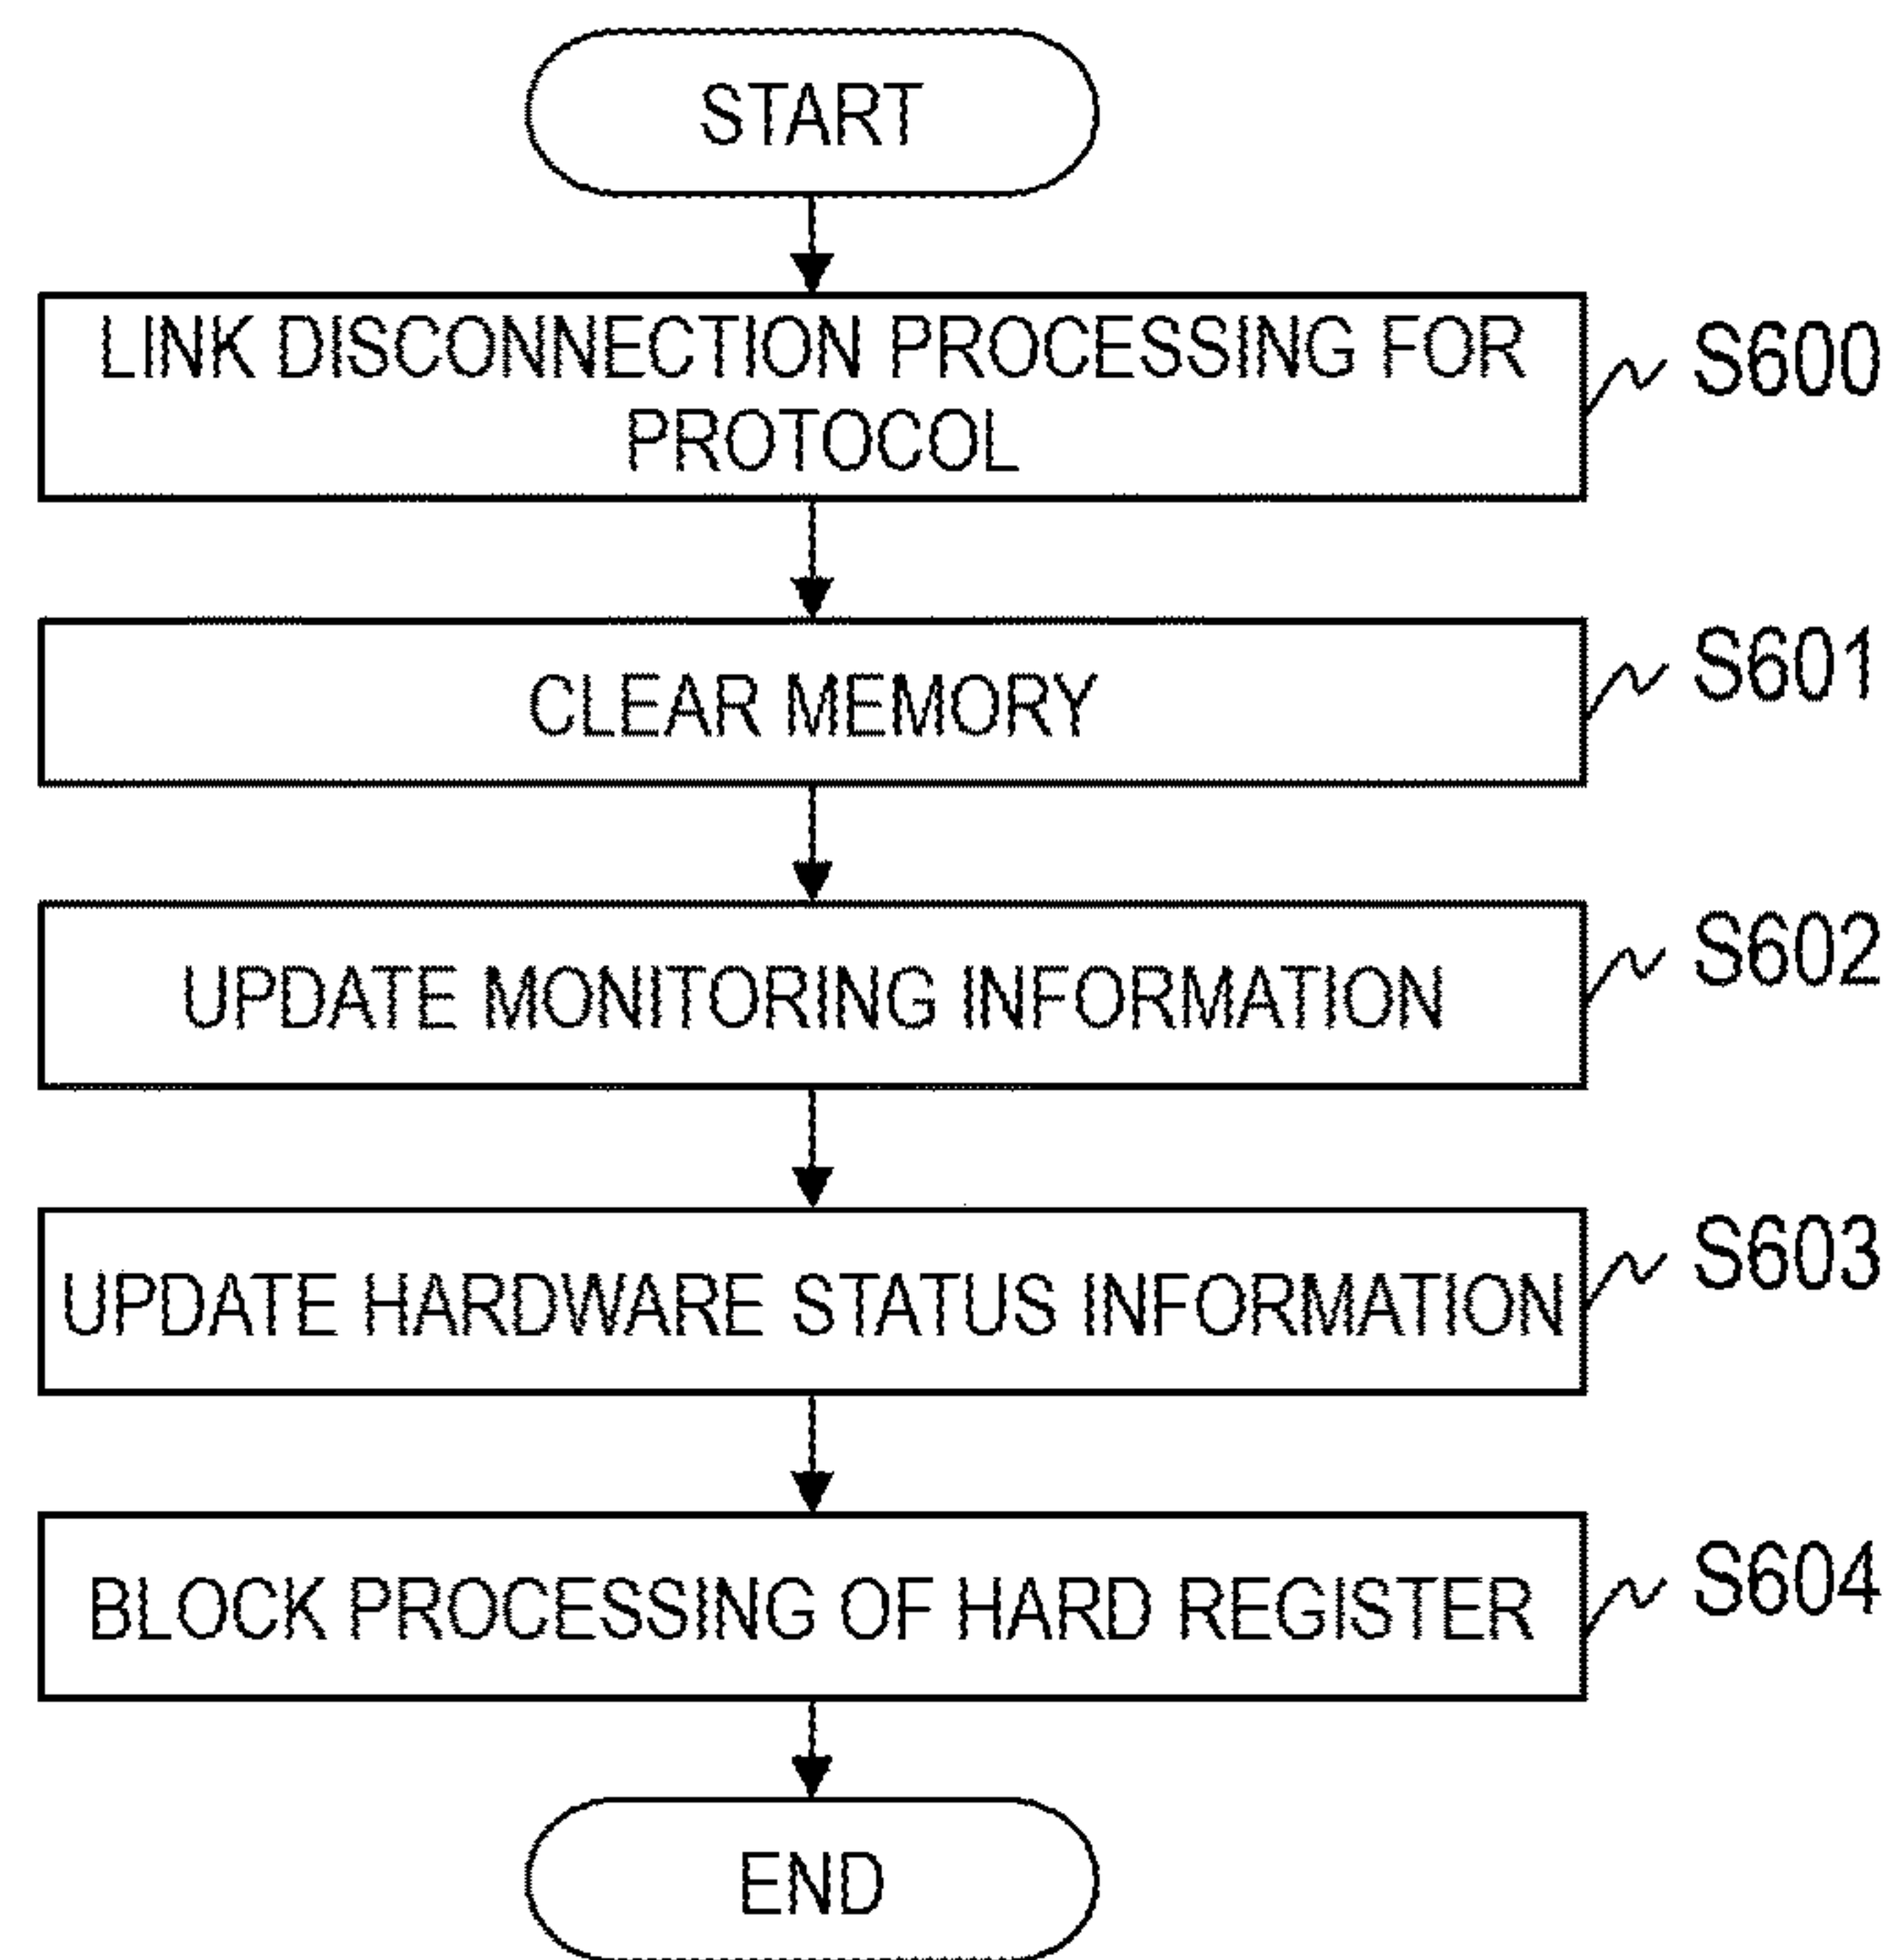 START
LINK DISCONNECTION PROCESSING FOR
PROTOCOL
S600
CLEAR MEMORY
S601
UPDATE MONITORING INFORMATION
S602
UPDATE HARDWARE STATUS INFORMATION
S603
BLOCK PROCESSING OF HARD REGISTER
S604
END